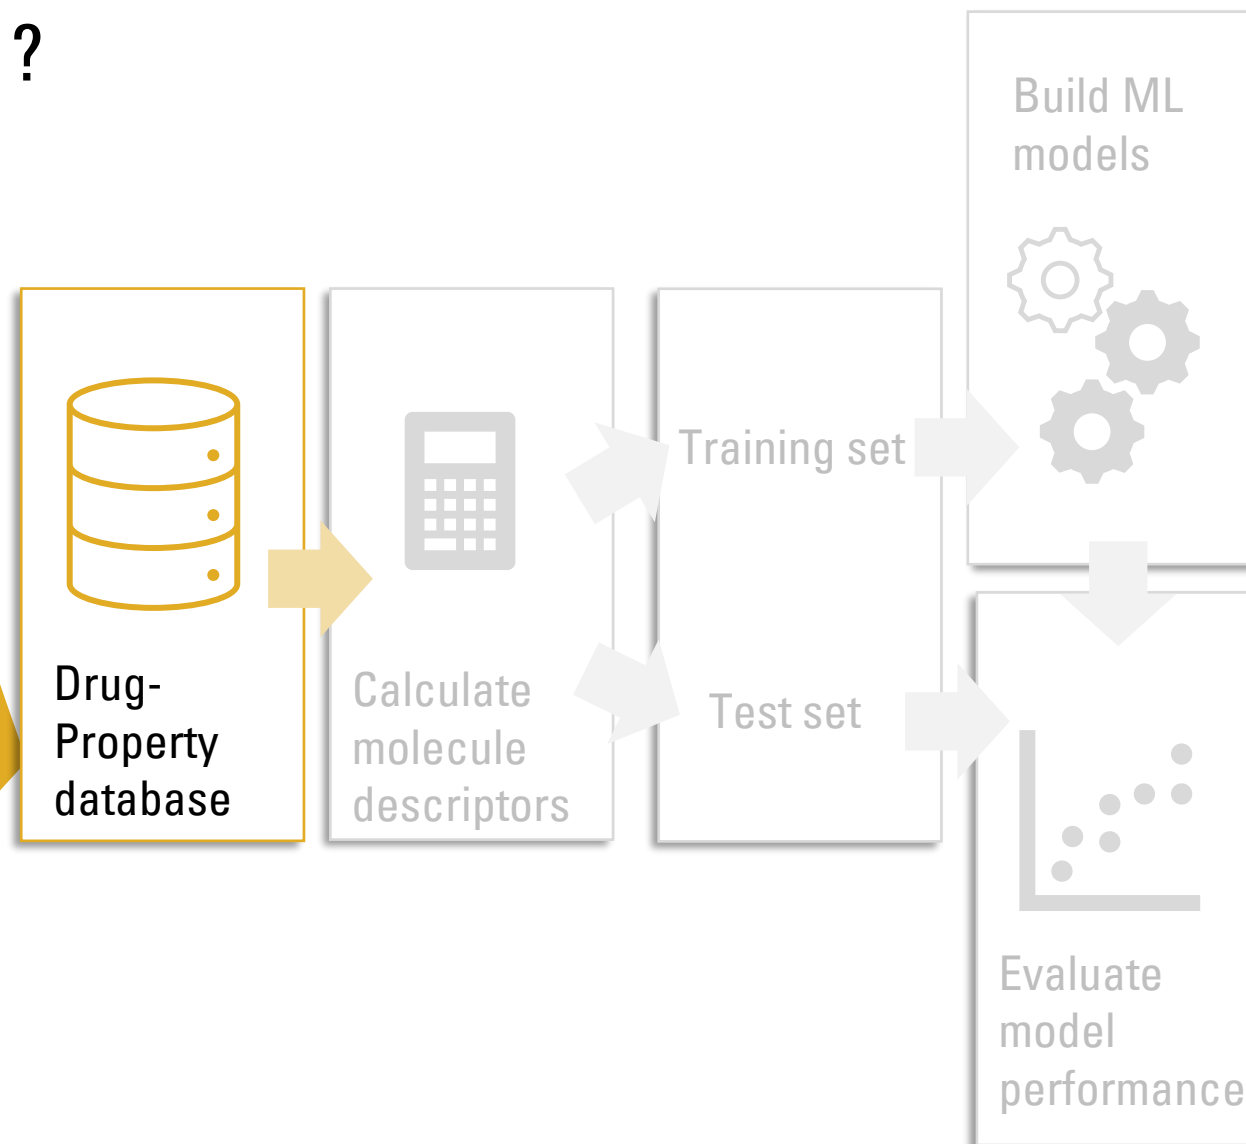 ?
Build ML
models
Drug-
Property
database
Calculate
molecule
descriptors
Training set
Test set
Evaluate
model
performance